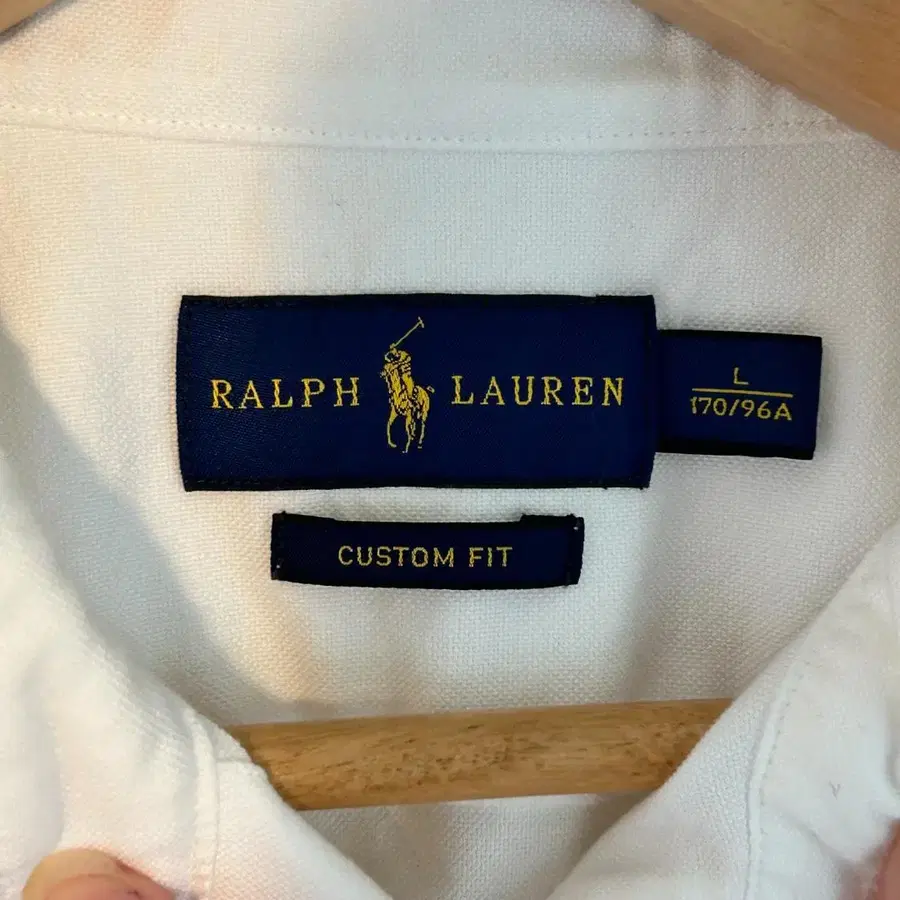 RALPH LAUREN
L
170/96A
CUSTOM FIT